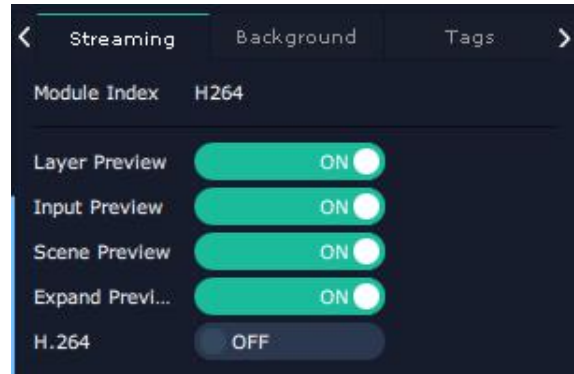 Streaming Background Tags
Module Index H264
Layer Preview ON
Input Preview ON
Scene Preview ON
Expand Previ... ON
H.264 OFF